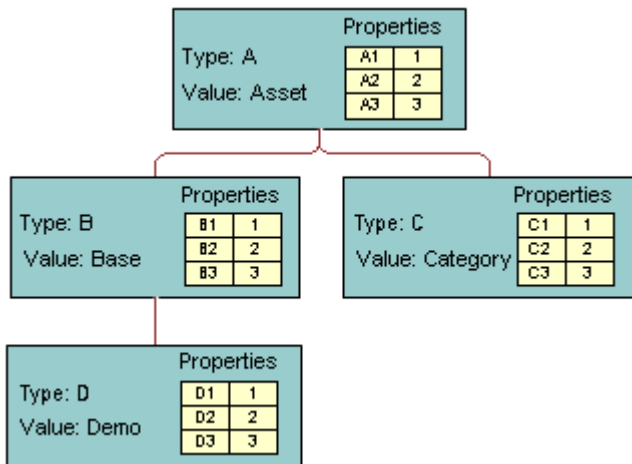 Properties
Type: A
A1 1
A2 2
Value: Asset
A3 3
Properties
Type: B
B1 1
B2 2
Value: Base
B3 3
Properties
Type: C
C1 1
C2 2
Value: Category
C3 3
Properties
Type: D
D1 1
D2 2
Value: Demo
D3 3